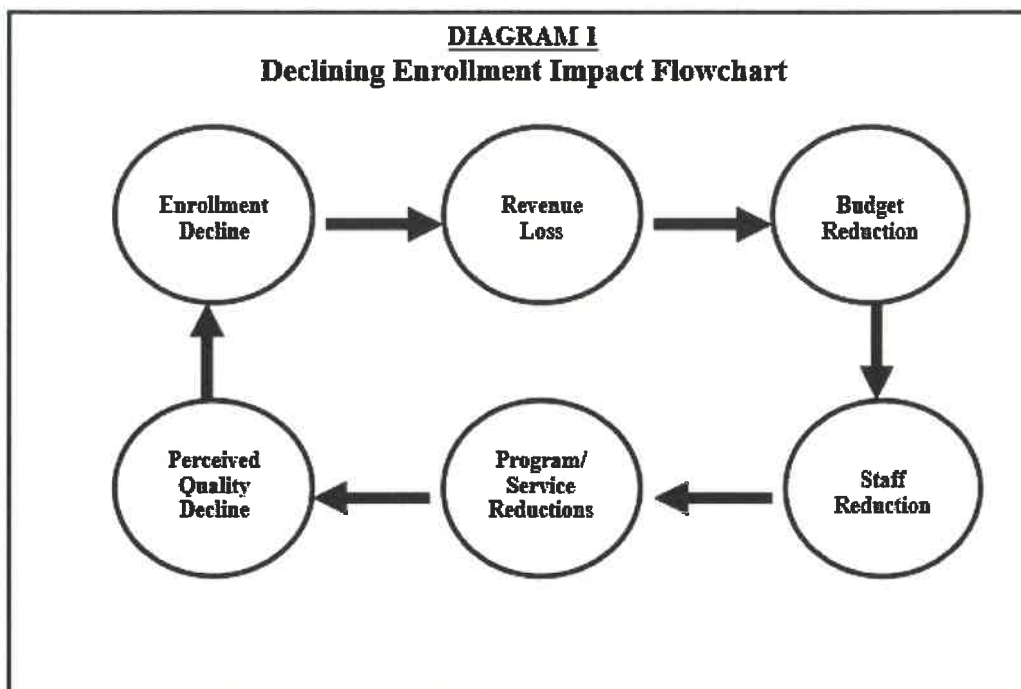 DIAGRAM 1
Declining Enrollment Impact Flowchart
Enrollment
Decline
Revenue
Loss
Budget
Reduction
Staff
Reduction
Program/
Service
Reductions
Perceived
Quality
Decline